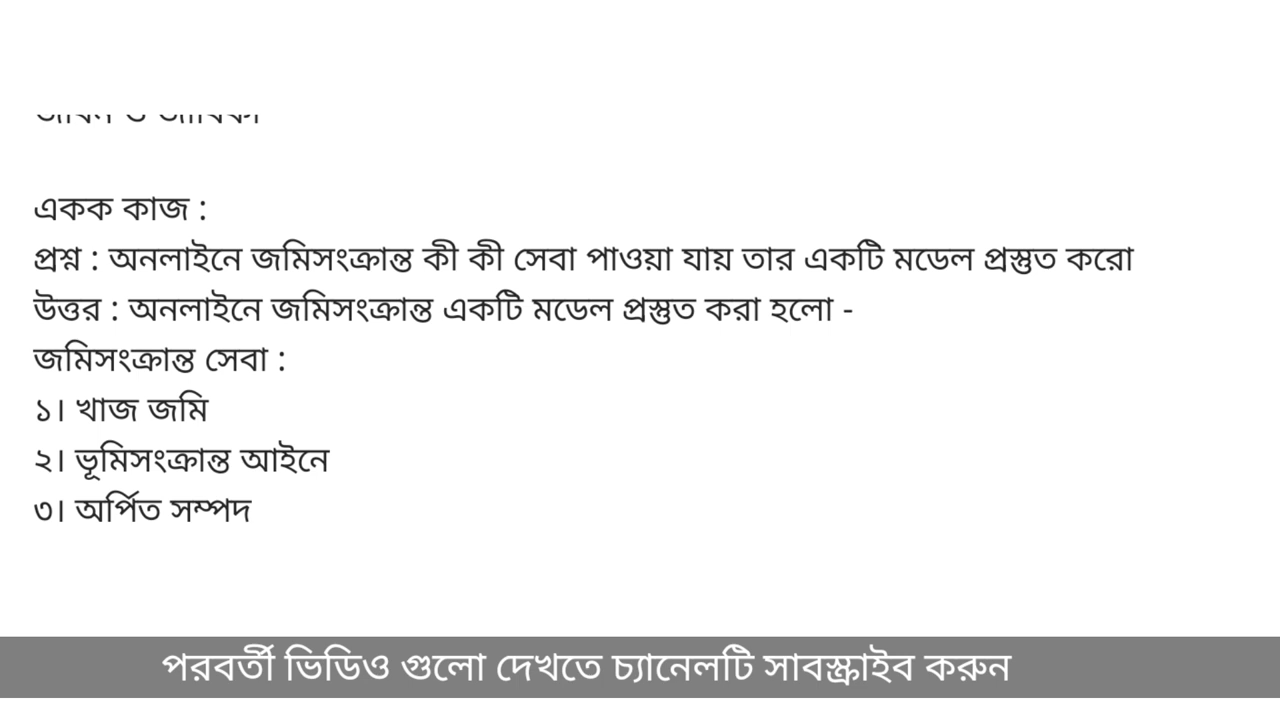 একক কাজ :
প্রশ্ন : অনলাইনে জমিসংক্রান্ত কী কী সেবা পাওয়া যায় তার একটি মডেল প্রস্তুত করো
উত্তর : অনলাইনে জমিসংক্রান্ত একটি মডেল প্রস্তুত করা হলো -
জমিসংক্রান্ত সেবা :
১। খাজ জমি
২। ভূমিসংক্রান্ত আইনে
৩। অর্পিত সম্পদ
পরবর্তী ভিডিও গুলো দেখতে চ্যানেলটি সাবস্ক্রাইব করুন